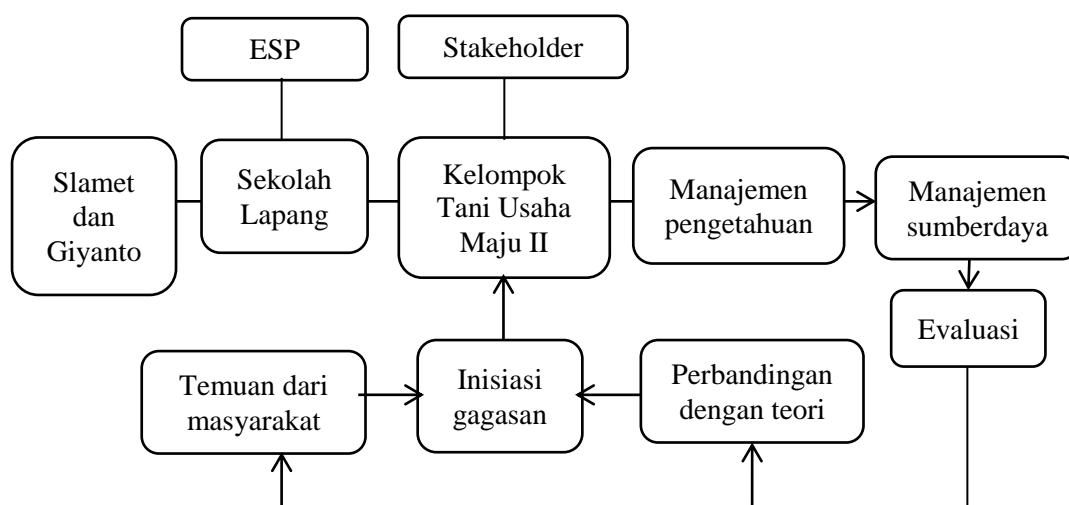 ESP
Stakeholder
Slamet
dan
Giyanto
Sekolah
Lapang
Kelompok
Tani Usaha
Maju II
Manajemen
pengetahuan
Manajemen
sumberdaya
Evaluasi
Temuan dari
masyarakat
Inisiasi
gagasan
Perbandingan
dengan teori